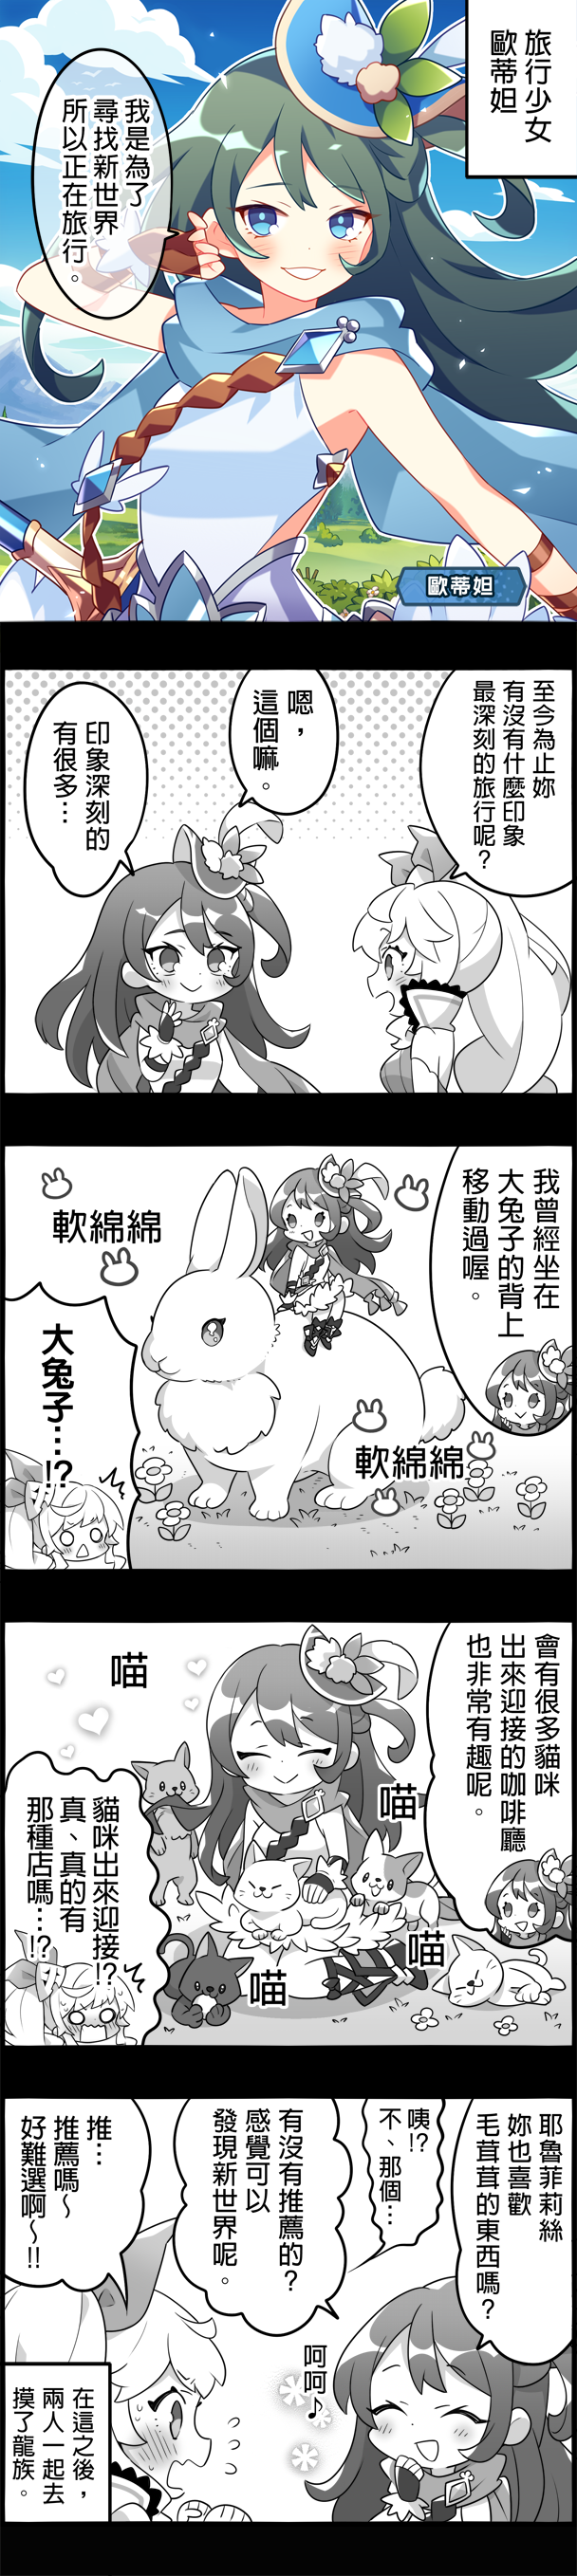 旅行少女
歐蒂妲
我是為了
尋找新世界
所以正在旅行。
歐蒂妲
至今為止妳
有沒有什麼印象
最深刻的旅行呢？
嗯，
這個嘛。
印象深刻的
有很多…
我曾經坐在
大兔子的背上
移動過喔。
軟綿綿
軟綿綿
大兔子…!?
會有很多貓咪
出來迎接的咖啡廳
也非常有趣呢。
喵
喵
喵
喵
貓咪出來迎接!?
真、真的有
那種店嗎…!?
耶魯菲莉絲
妳也喜歡
毛茸茸的東西嗎？
咦!?
不、那個…
有沒有推薦的？
感覺可以
發現新世界呢。
呵呵♪
推…
推薦嗎～
好難選啊～!!
在這之後，
兩人一起去
摸了龍族。